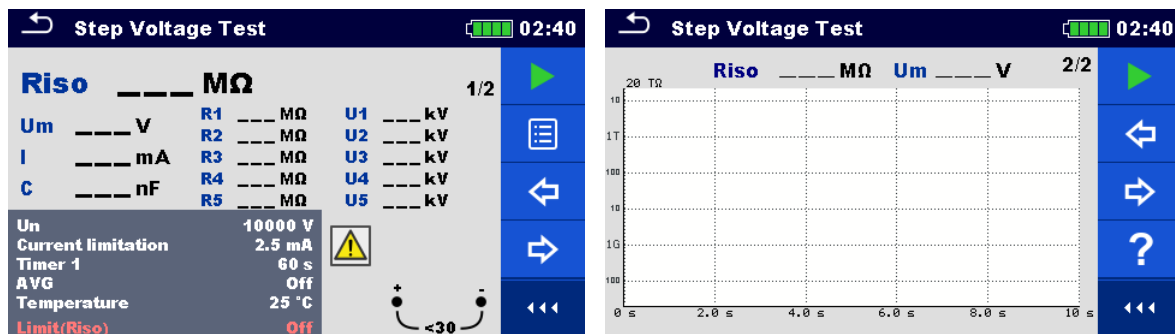 Step Voltage Test 02:40
Riso ___ MΩ 1/2
Um ___ V R1 ___ MΩ U1 ___ kV
R2 ___ MΩ U2 ___ kV
I ___ mA R3 ___ MΩ U3 ___ kV
C ___ nF R4 ___ MΩ U4 ___ kV
R5 ___ MΩ U5 ___ kV
Un 10000 V
Current limitation 2.5 mA
Timer 1 60 s
AVG Off
Temperature 25 °C
Limit(Riso) Off
+ -
<30
Step Voltage Test 02:40
Riso ___ MΩ Um ___ V 2/2
20 TΩ
10
1T
100
10
1G
100
0 s 2.0 s 4.0 s 6.0 s 8.0 s 10 s
?